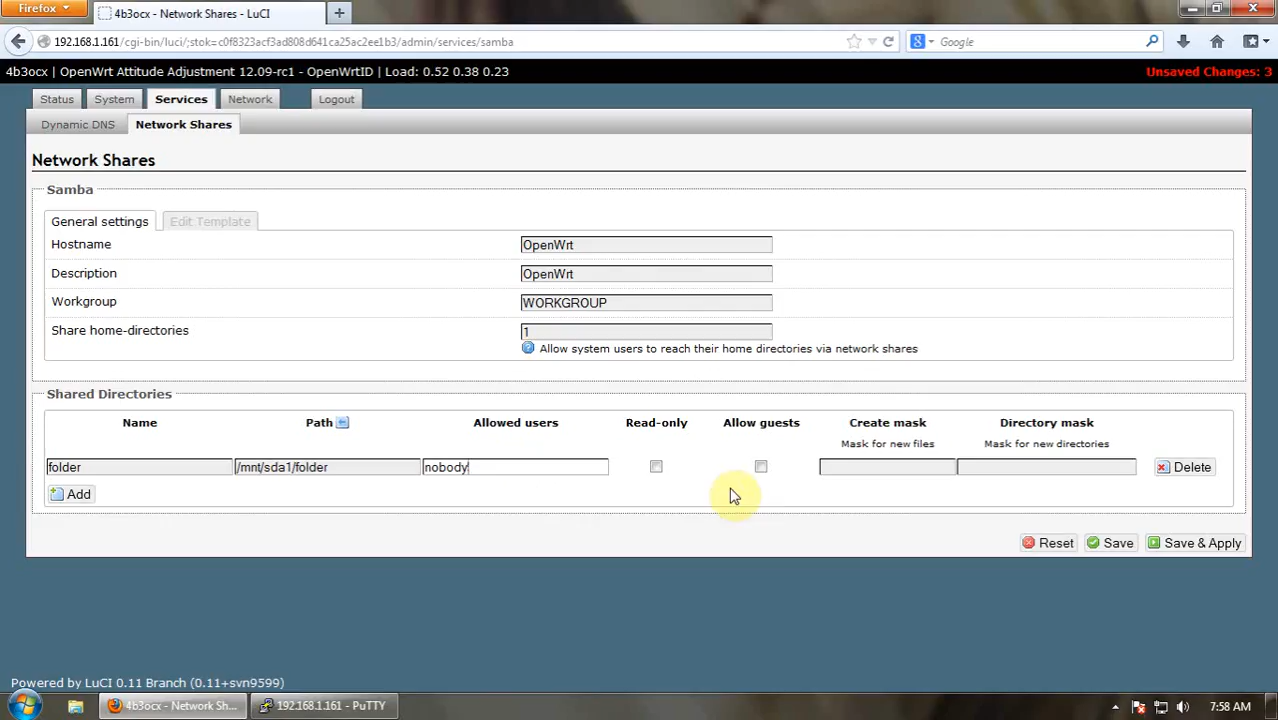 Firefox
4b3ocx - Network Shares - LuCI
192.168.1.161/cgi-bin/luci/;stok=c0f8323acf3ad808d641ca25ac2ee1b3/admin/services/samba
Google
4b3ocx | OpenWrt Attitude Adjustment 12.09-rc1 - OpenWrtID | Load: 0.52 0.38 0.23
Unsaved Changes: 3
Status System Services Network Logout
Dynamic DNS Network Shares
Network Shares
Samba
General settings Edit Template
Hostname OpenWrt
Description OpenWrt
Workgroup WORKGROUP
Share home-directories 1
Allow system users to reach their home directories via network shares
Shared Directories
Name Path Allowed users Read-only Allow guests Create mask Directory mask
Mask for new files Mask for new directories
folder /mnt/sda1/folder nobody Delete
Add
Reset Save Save & Apply
Powered by LuCI 0.11 Branch (0.11+svn9599)
4b3ocx - Network Sh... 192.168.1.161 - PuTTY 7:58 AM